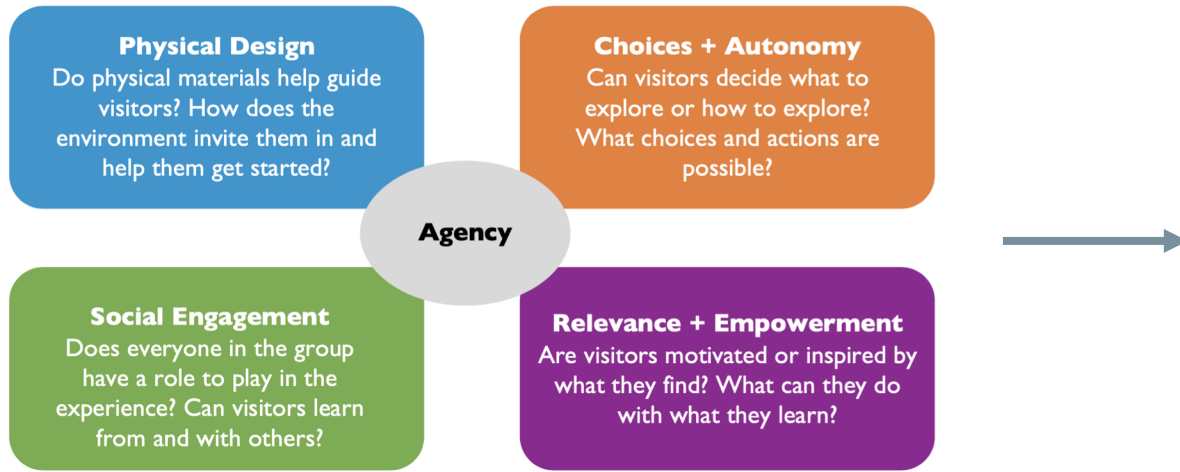 Physical Design
Do physical materials help guide
visitors? How does the
environment invite them in and
help them get started?
Choices + Autonomy
Can visitors decide what to
explore or how to explore?
What choices and actions are
possible?
Agency
Social Engagement
Does everyone in the group
have a role to play in the
experience? Can visitors learn
from and with others?
Relevance + Empowerment
Are visitors motivated or inspired by
what they find? What can they do
with what they learn?